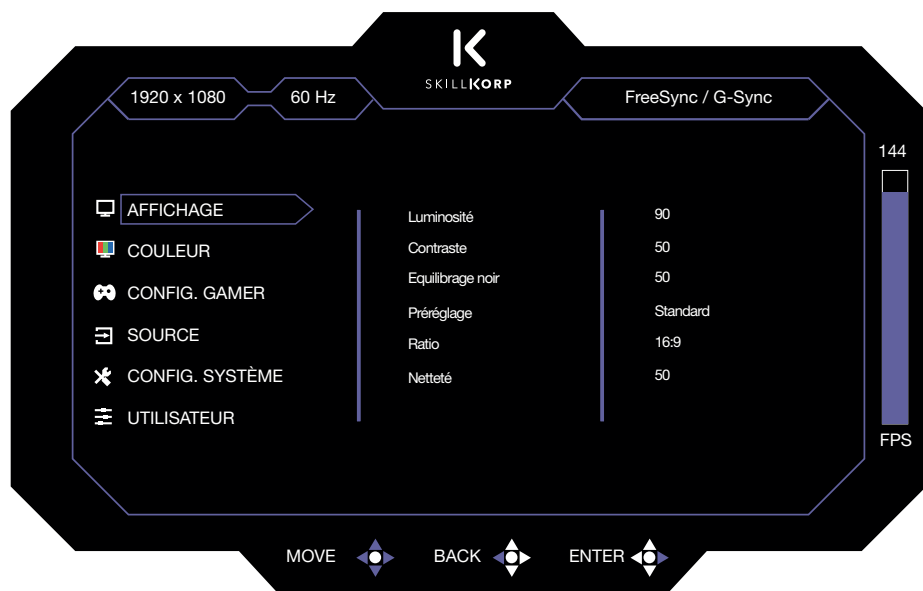 SKILLKORP
1920 x 1080
60 Hz
FreeSync / G-Sync
144
AFFICHAGE
COULEUR
CONFIG. GAMER
SOURCE
CONFIG. SYSTÈME
UTILISATEUR
Luminosité 90
Contraste 50
Equilibrage noir 50
Préréglage Standard
Ratio 16:9
Netteté 50
FPS
MOVE
BACK
ENTER